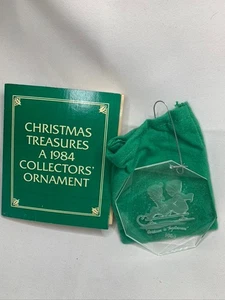 CHRISTMAS
TREASURES
A 1984
COLLECTORS'
ORNAMENT